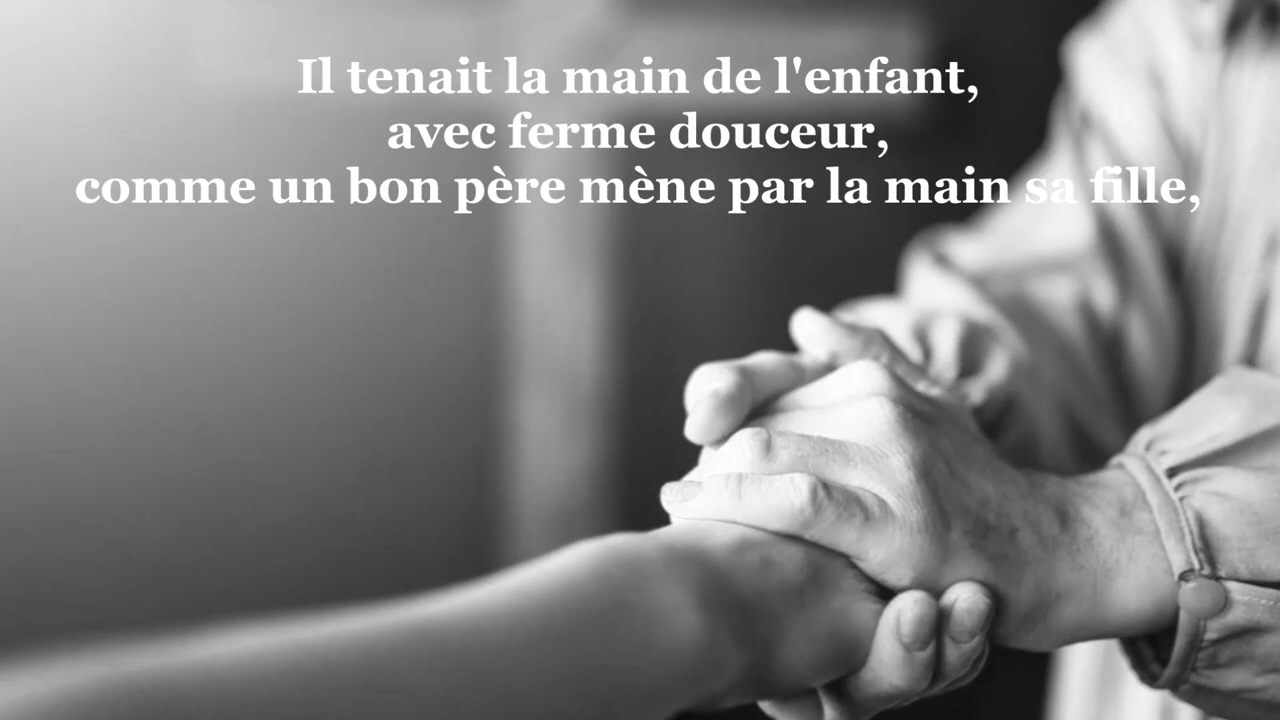 Il tenait la main de l'enfant,
avec ferme douceur,
comme un bon père mène par la main sa fille,